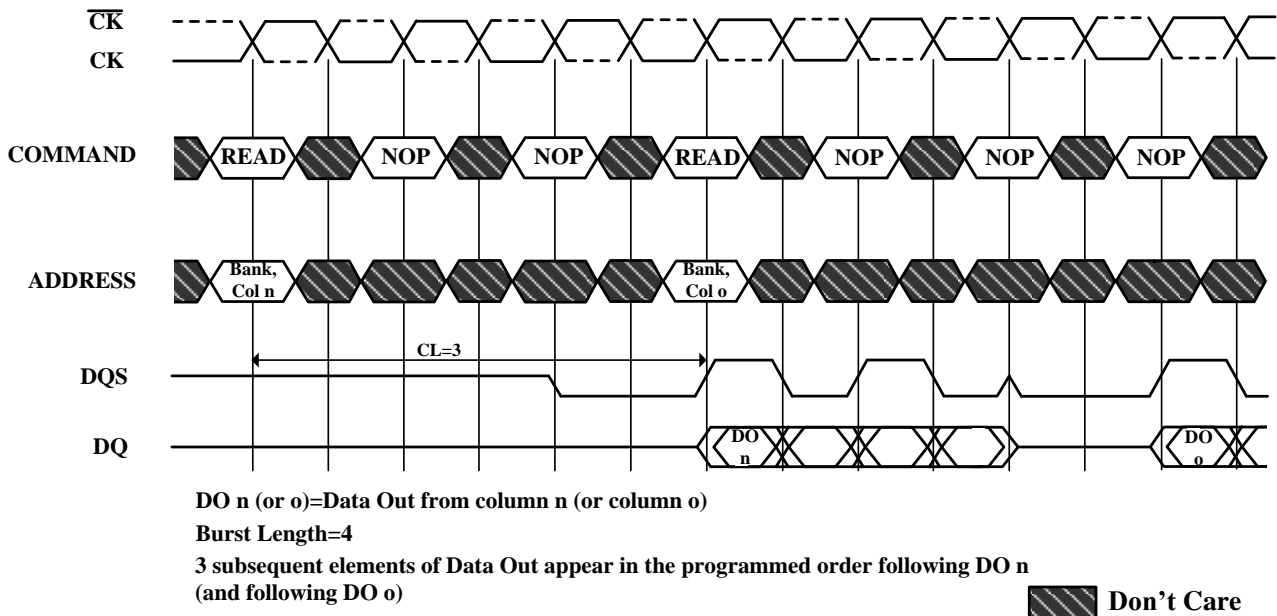 CK
CK
COMMAND READ NOP NOP READ NOP NOP NOP
ADDRESS Bank, Col n Bank, Col o
CL=3
DQS
DQ DO n DO o
DO n (or o)=Data Out from column n (or column o)
Burst Length=4
3 subsequent elements of Data Out appear in the programmed order following DO n
(and following DO o)
Don't Care